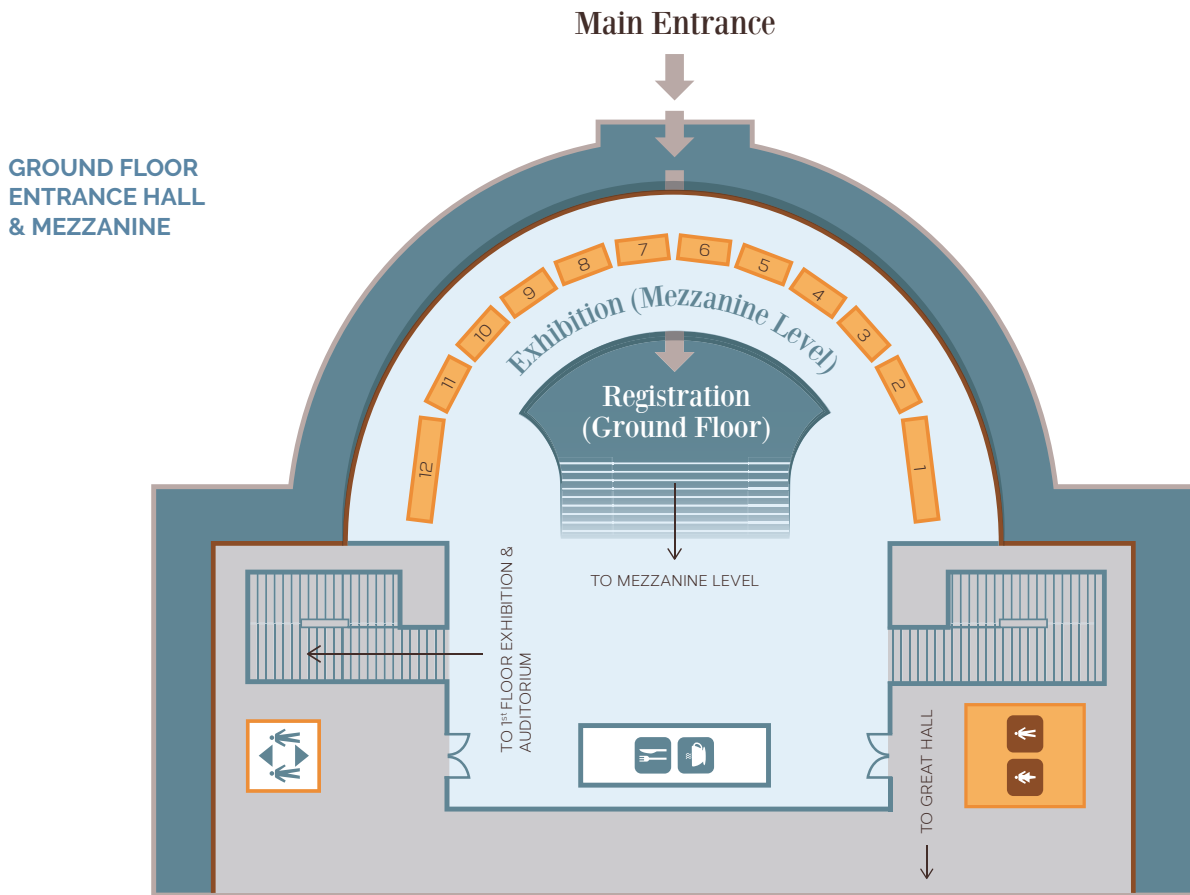 Main Entrance
GROUND FLOOR
ENTRANCE HALL
& MEZZANINE
7
6
8
5
9
4
10
3
11
2
12
1
Exhibition (Mezzanine Level)
Registration
(Ground Floor)
TO MEZZANINE LEVEL
TO 1st FLOOR EXHIBITION &
AUDITORIUM
TO GREAT HALL